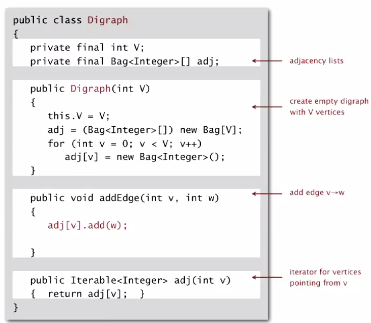 public class Digraph
{
private final int V;
private final Bag<Integer>[] adj;
adjacency lists
public Digraph(int V)
{
this.V = V;
adj = (Bag<Integer>[]) new Bag[V];
for (int v = 0; v < V; v++)
adj[v] = new Bag<Integer>();
}
create empty digraph
with V vertices
public void addEdge(int v, int w)
{
adj[v].add(w);
}
add edge v→w
public Iterable<Integer> adj(int v)
{ return adj[v]; }
iterator for vertices
pointing from v
}